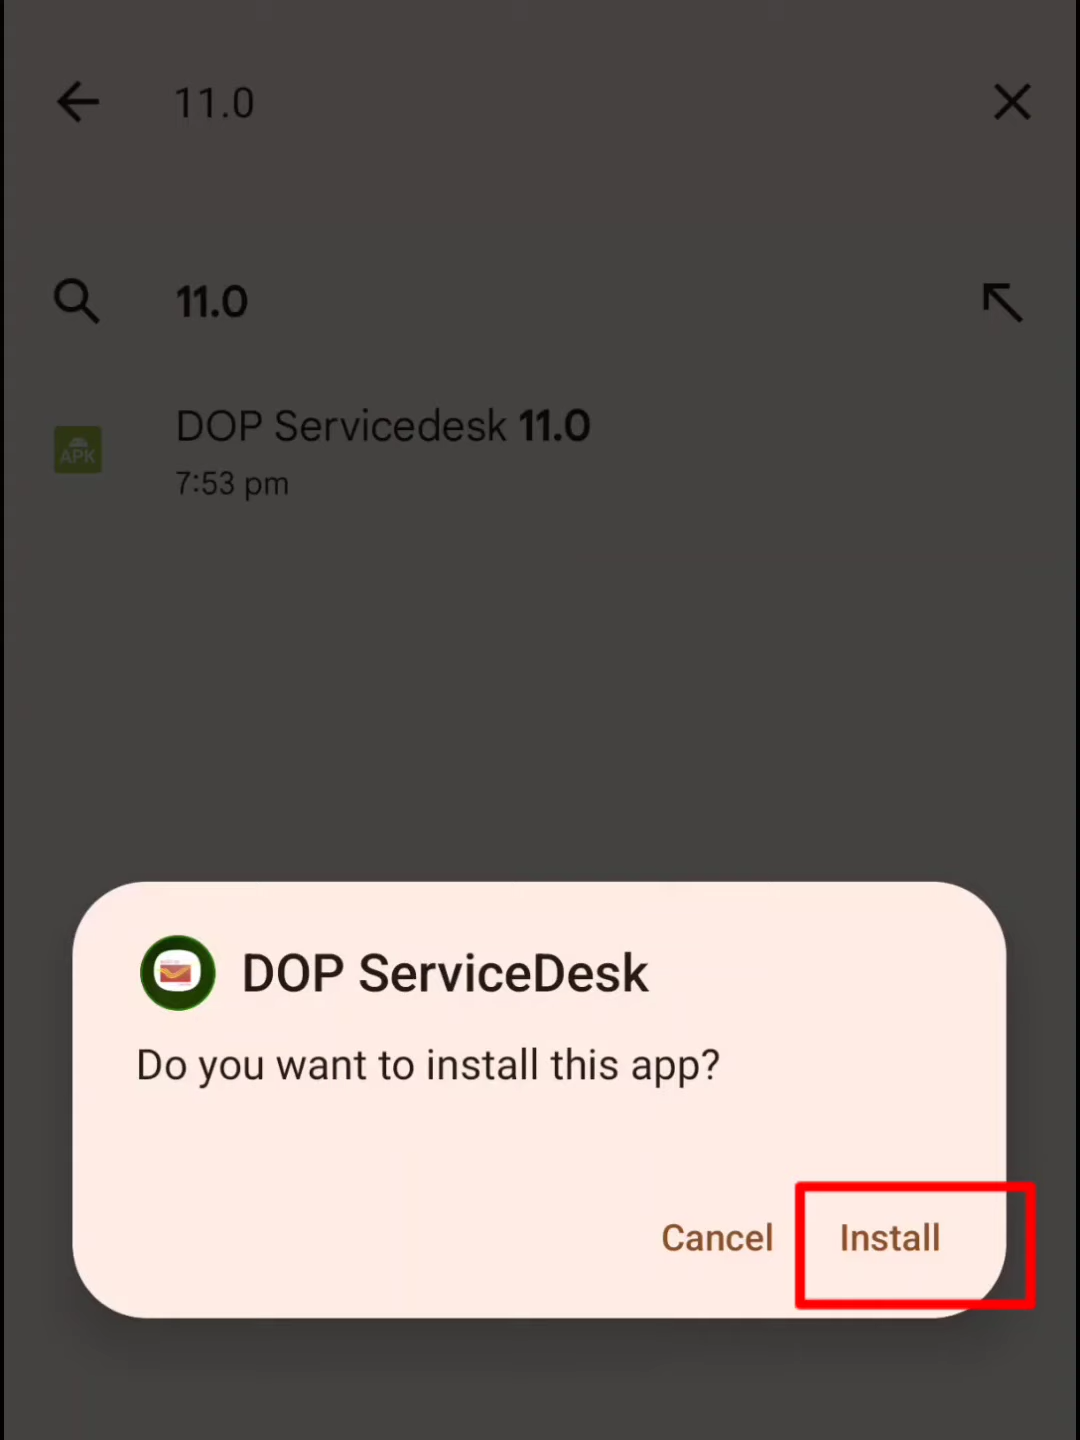 11.0
11.0
DOP Servicedesk 11.0
APK
7:53 pm
DOP ServiceDesk
Do you want to install this app?
Cancel
Install